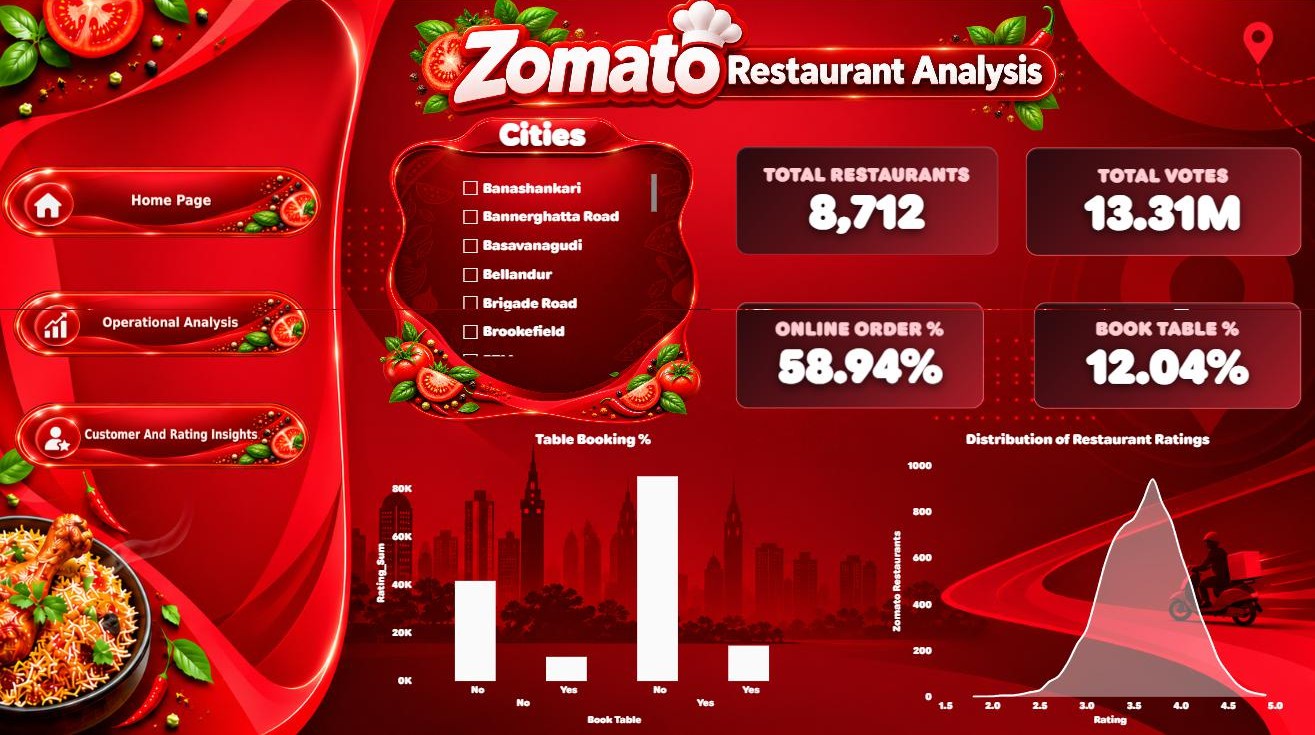 Zomato Restaurant Analysis
Cities
Banashankari
Bannerghatta Road
Basavanagudi
Bellandur
Brigade Road
Brookefield
TOTAL RESTAURANTS
8,712
TOTAL VOTES
13.31M
ONLINE ORDER %
58.94%
BOOK TABLE %
12.04%
Home Page
Operational Analysis
Customer And Rating Insights
Table Booking %
Rating_Sum
80K
60K
40K
20K
0K
No Yes No Yes
No Yes
Book Table
Distribution of Restaurant Ratings
Zomato Restaurants
1000
800
600
400
200
0
1.5 2.0 2.5 3.0 3.5 4.0 4.5 5.0
Rating